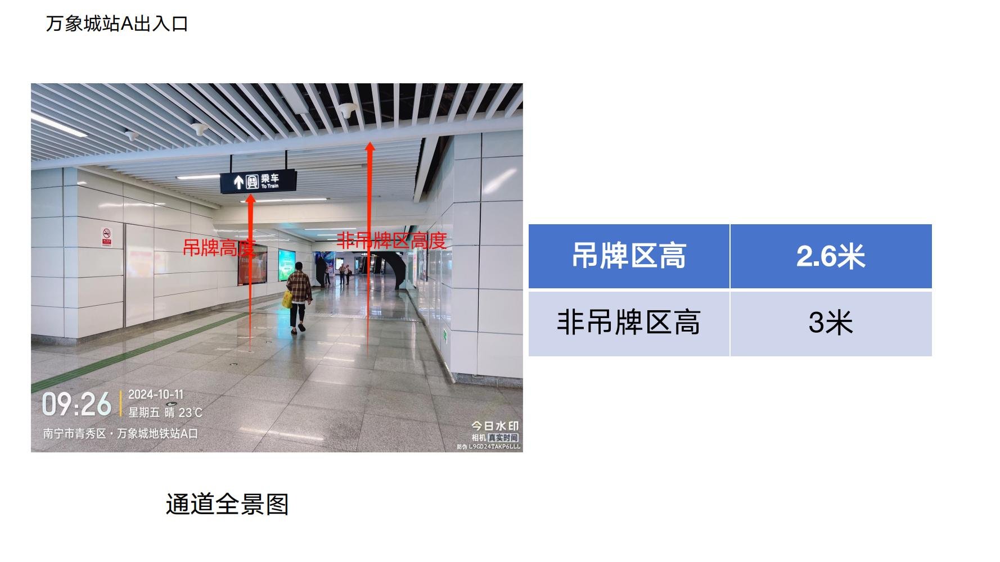 万象城站A出入口
乘车
To Train
吊牌高度
非吊牌区高度
09:26
2024-10-11
星期五 晴 23℃
南宁市青秀区·万象城地铁站A口
今日水印
相机 真实时间
防伪 L9GD24TAKP6LLL
吊牌区高 2.6米
非吊牌区高 3米
通道全景图